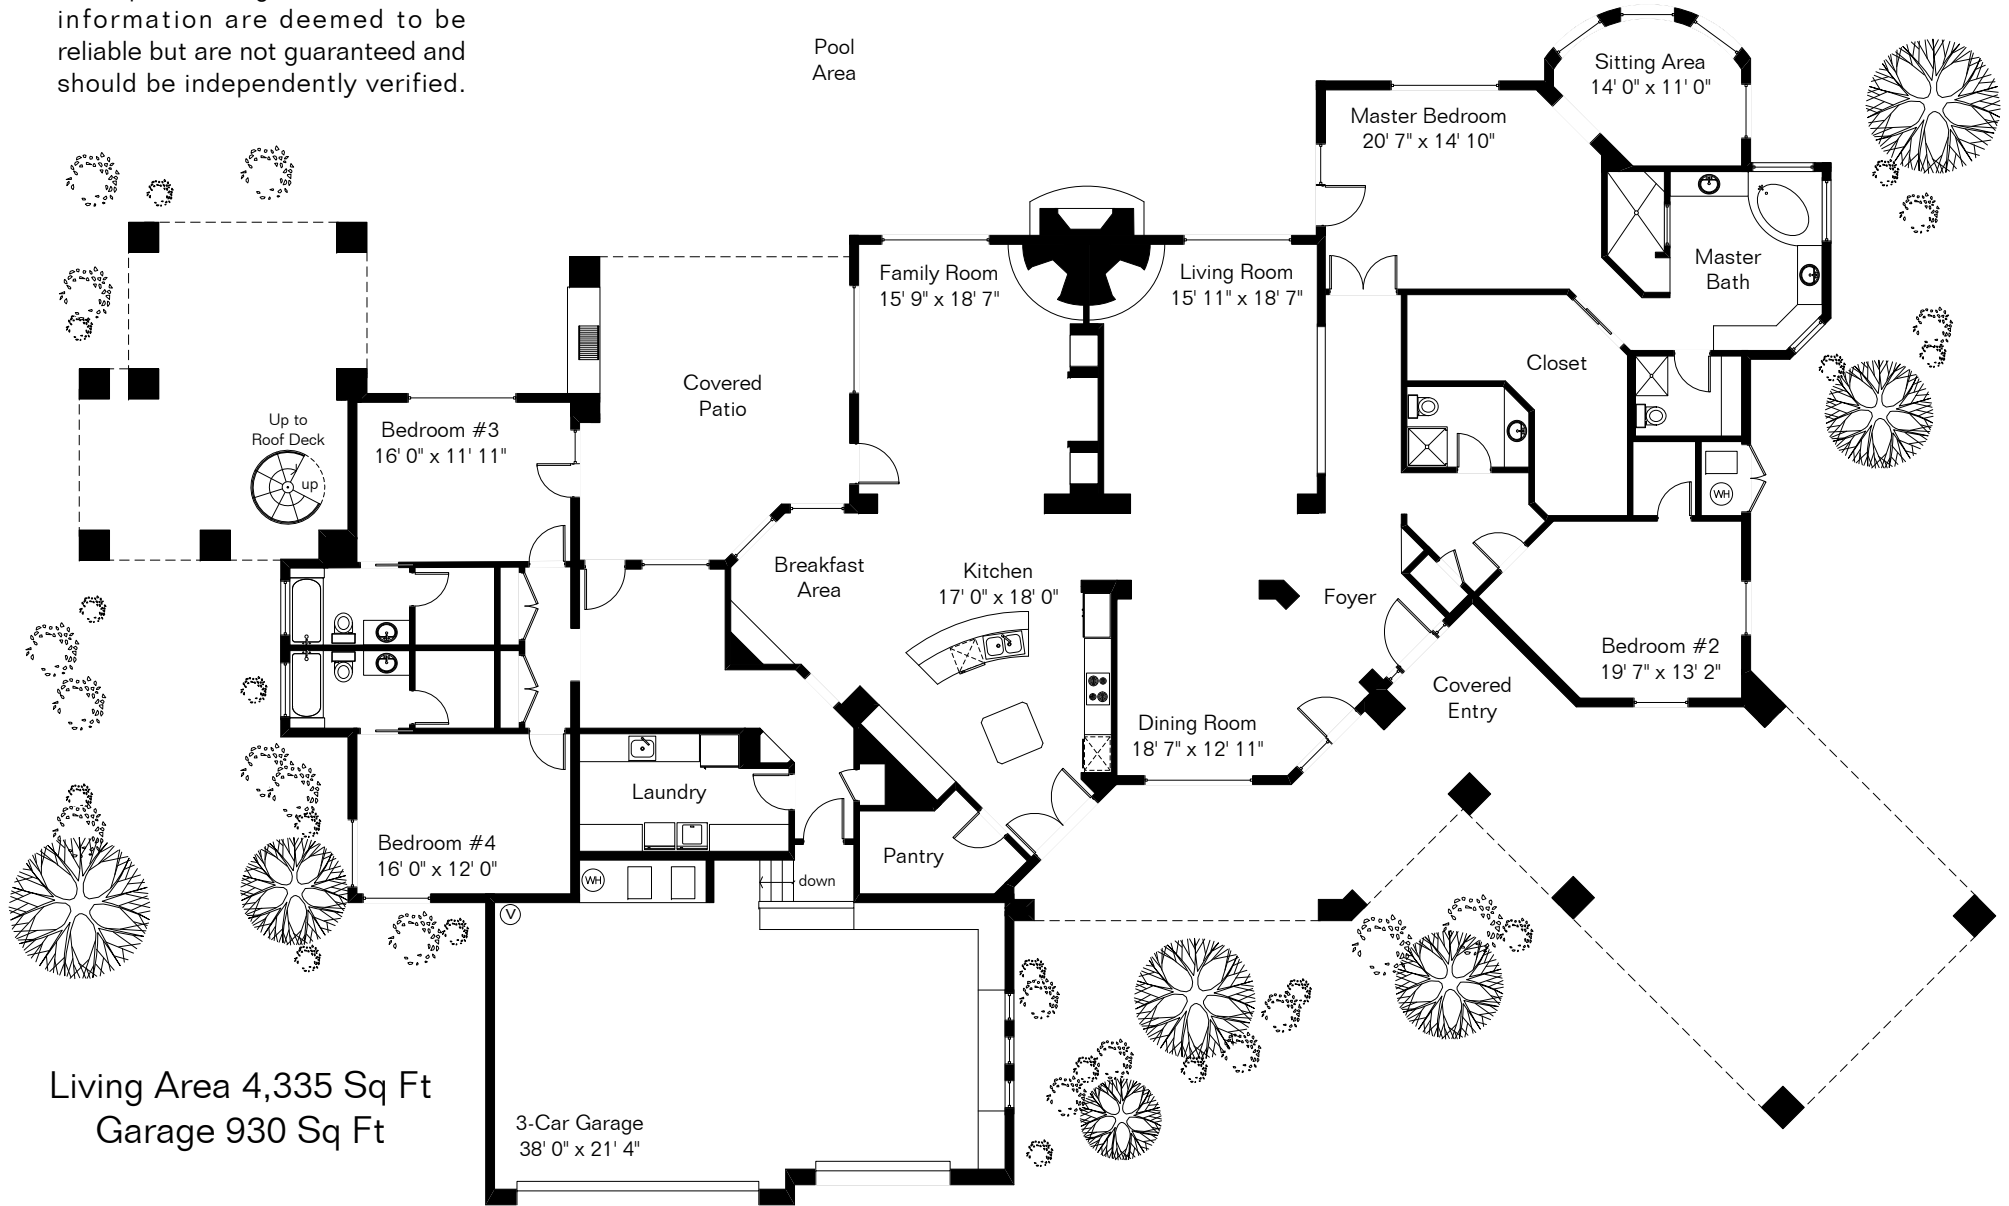 information are deemed to be
reliable but are not guaranteed and
should be independently verified.
Pool
Area
Sitting Area
14' 0" x 11' 0"
Master Bedroom
20' 7" x 14' 10"
Master
Bath
Family Room
15' 9" x 18' 7"
Living Room
15' 11" x 18' 7"
Closet
Covered
Patio
Up to
Roof Deck
up
Bedroom #3
16' 0" x 11' 11"
WH
Breakfast
Area
Kitchen
17' 0" x 18' 0"
Foyer
Bedroom #2
19' 7" x 13' 2"
Covered
Entry
Dining Room
18' 7" x 12' 11"
Laundry
Bedroom #4
16' 0" x 12' 0"
Pantry
WH
down
V
Living Area 4,335 Sq Ft
Garage 930 Sq Ft
3-Car Garage
38' 0" x 21' 4"